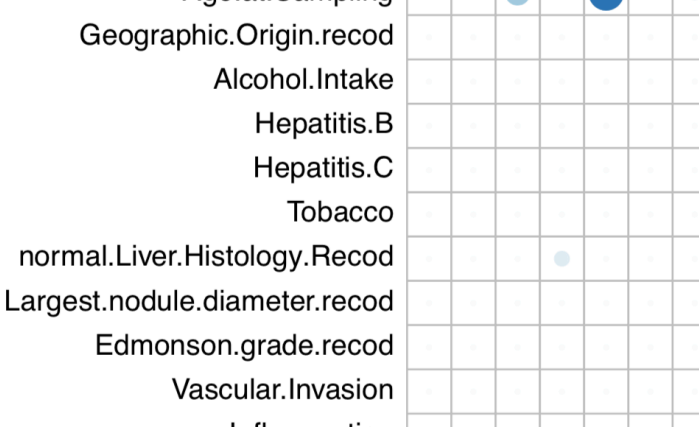 Geographic.Origin.recod
Alcohol.Intake
Hepatitis.B
Hepatitis.C
Tobacco
normal.Liver.Histology.Recod
Largest.nodule.diameter.recod
Edmonson.grade.recod
Vascular.Invasion